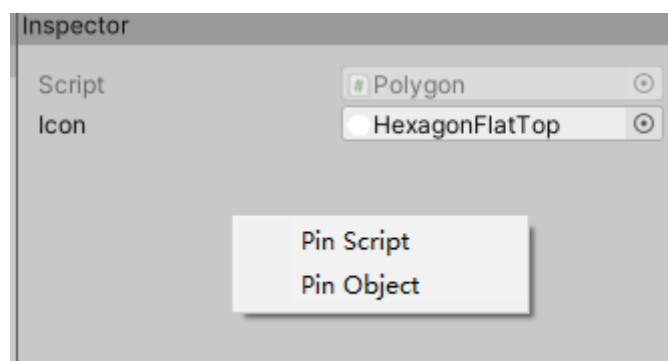 Inspector
Script # Polygon
Icon HexagonFlatTop
Pin Script
Pin Object